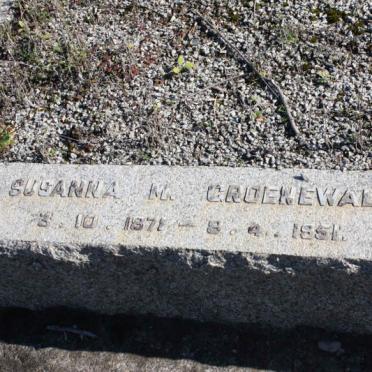 SUSANNA M. GROENEWAL
3. 10. 1871 – 8. 4. 1951.